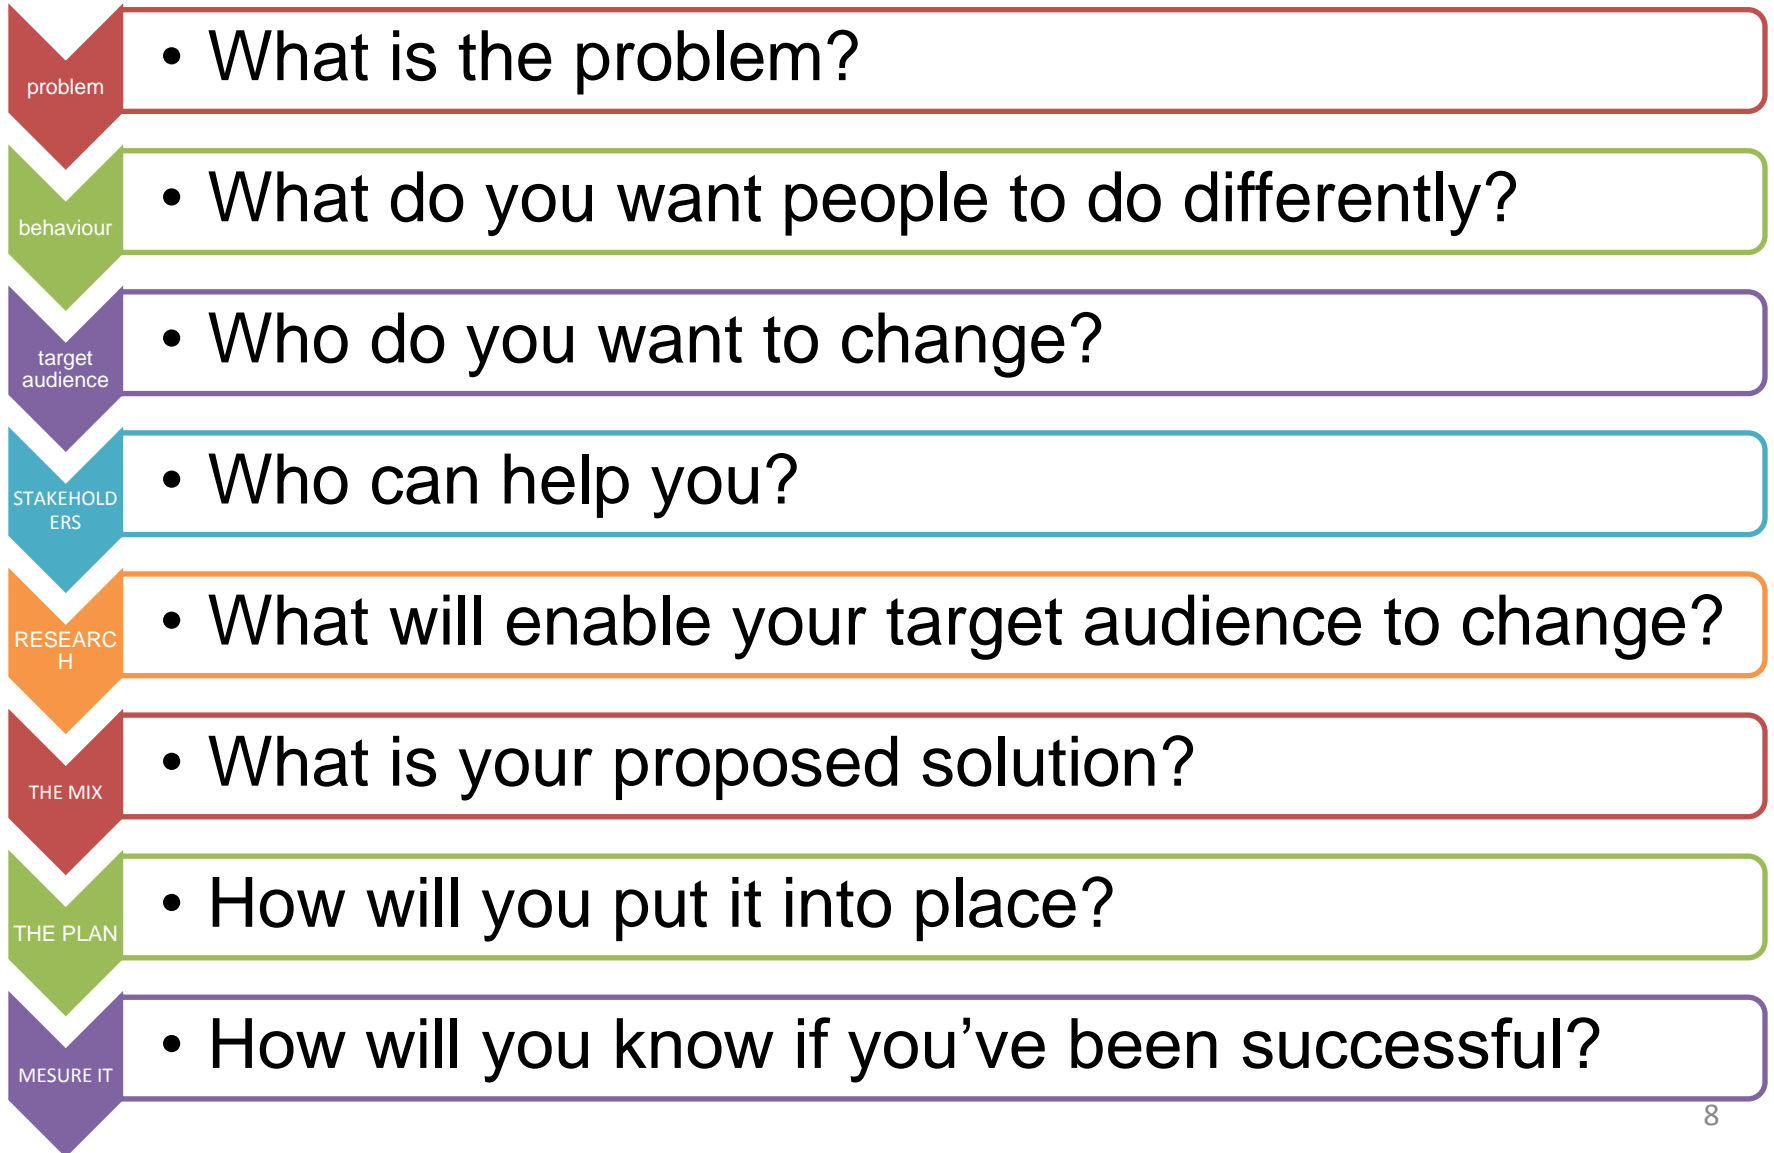 problem
• What is the problem?
behaviour
• What do you want people to do differently?
target
audience
• Who do you want to change?
STAKEHOLD
ERS
• Who can help you?
RESEARC
H
• What will enable your target audience to change?
THE MIX
• What is your proposed solution?
THE PLAN
• How will you put it into place?
MESURE IT
• How will you know if you’ve been successful?
8